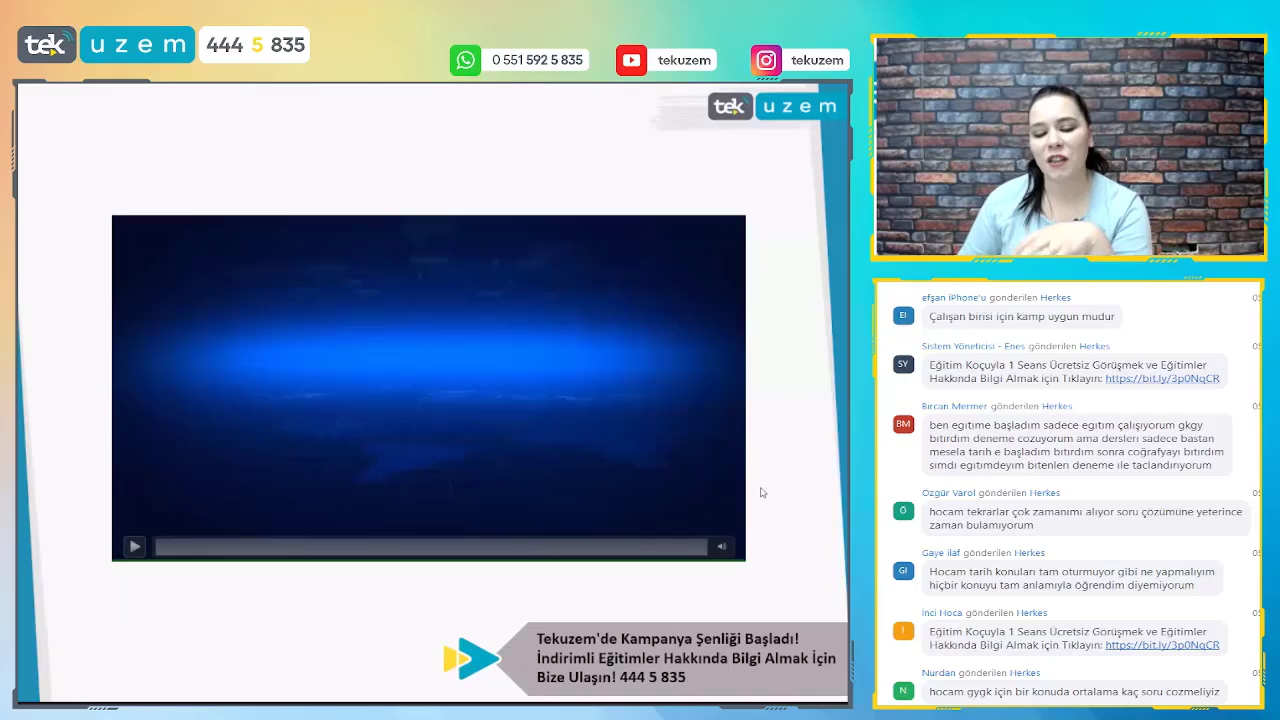 tek uzem 444 5 835
0 551 592 5 835
tekuzem
tekuzem
tek uzem
Tekuzem'de Kampanya Şenliği Başladı!
İndirimli Eğitimler Hakkında Bilgi Almak İçin
Bize Ulaşın! 444 5 835
efşan iPhone'u gönderilen Herkes
EI
Çalışan birisi için kamp uygun mudur
Sistem Yöneticisi - Enes gönderilen Herkes
SY
Eğitim Koçuyla 1 Seans Ücretsiz Görüşmek ve Eğitimler
Hakkında Bilgi Almak için Tıklayın: https://bit.ly/3p0NqCR
Bircan Mermer gönderilen Herkes
BM
ben egitime başladım sadece egitim çalışıyorum gkgy
bitirdim deneme cozuyorum ama dersleri sadece bastan
mesela tarih e başladım bitirdim sonra coğrafyayı bitirdim
simdi egitimdeyim bitenleri deneme ile taclandırıyorum
Özgür Varol gönderilen Herkes
Ö
hocam tekrarlar çok zamanımı alıyor soru çözümüne yeterince
zaman bulamıyorum
Gaye ilaf gönderilen Herkes
GI
Hocam tarih konuları tam oturmuyor gibi ne yapmalıyım
hiçbir konuyu tam anlamıyla öğrendim diyemiyorum
İnci Hoca gönderilen Herkes
İ
Eğitim Koçuyla 1 Seans Ücretsiz Görüşmek ve Eğitimler
Hakkında Bilgi Almak için Tıklayın: https://bit.ly/3p0NqCR
Nurdan gönderilen Herkes
N
hocam gygk için bir konuda ortalama kaç soru cozmeliyiz